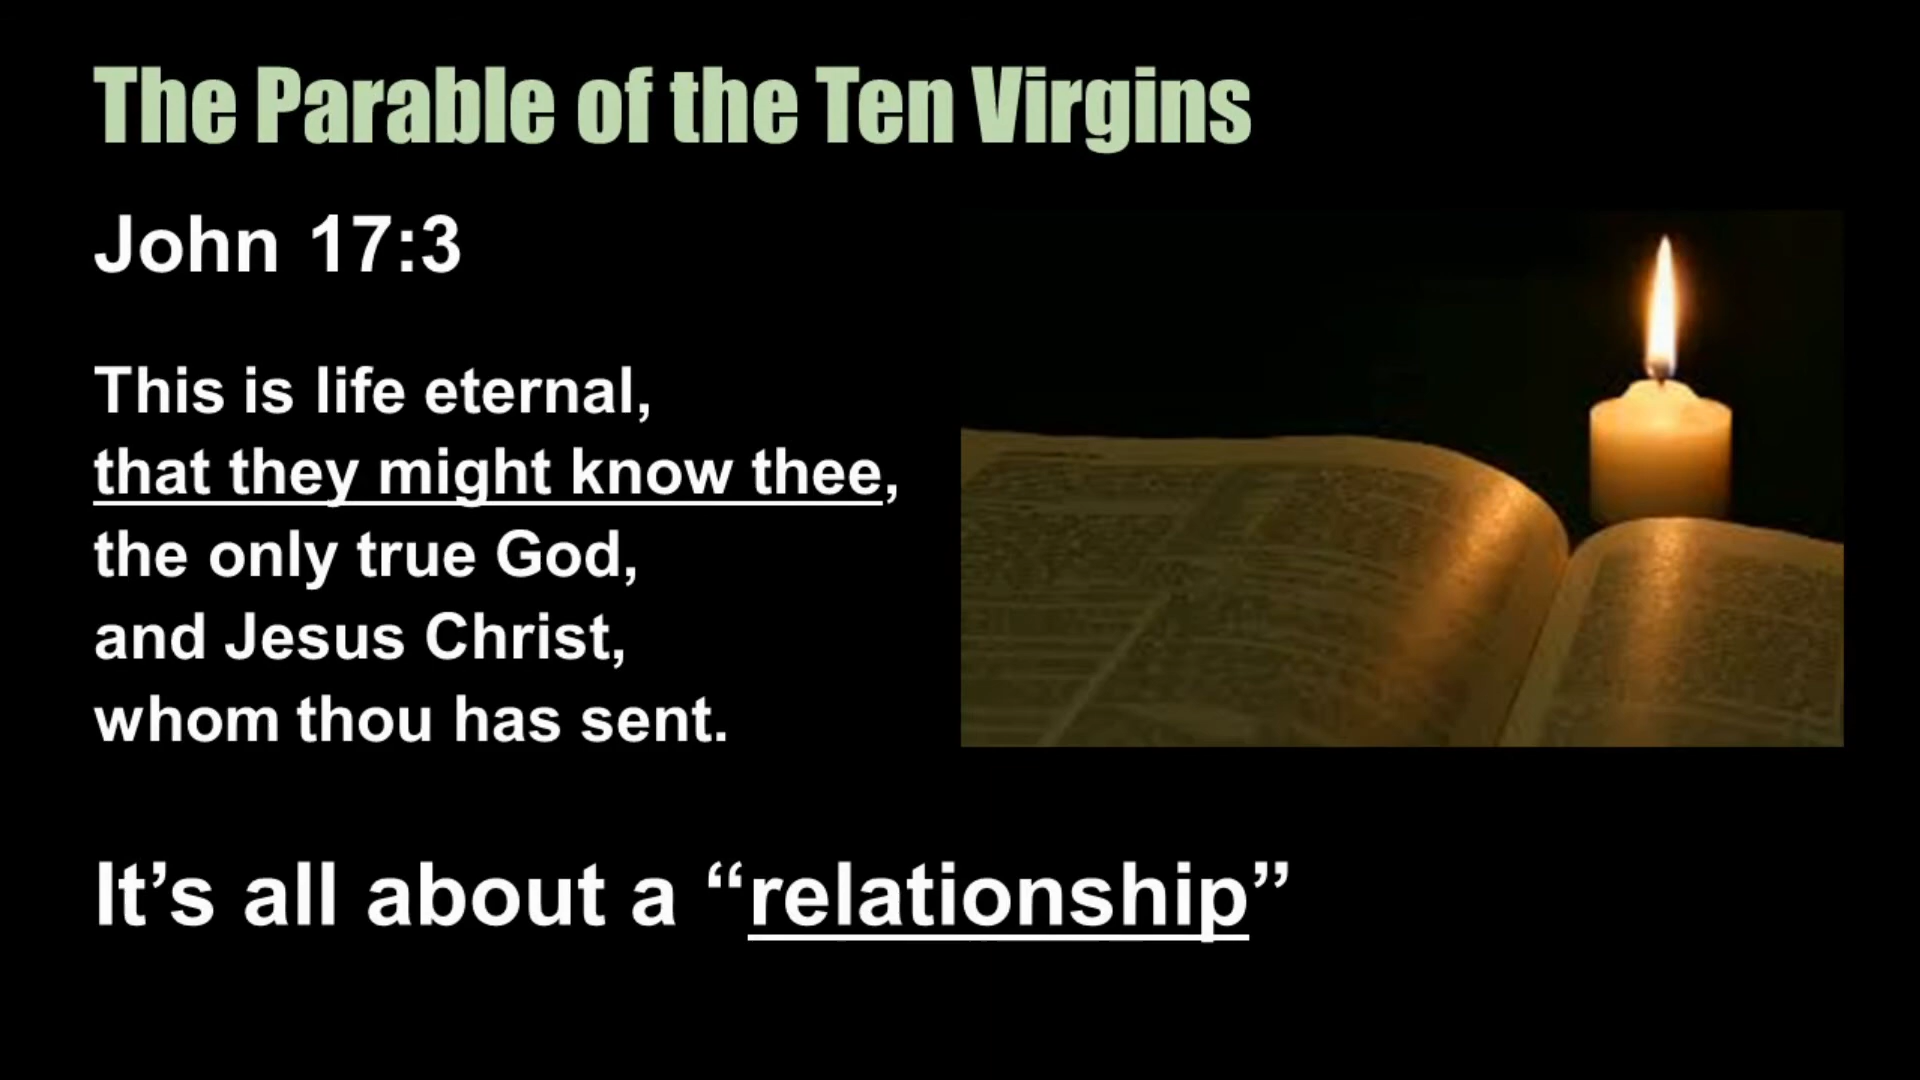 The Parable of the Ten Virgins
John 17:3
This is life eternal,
that they might know thee,
the only true God,
and Jesus Christ,
whom thou has sent.
It’s all about a “relationship”